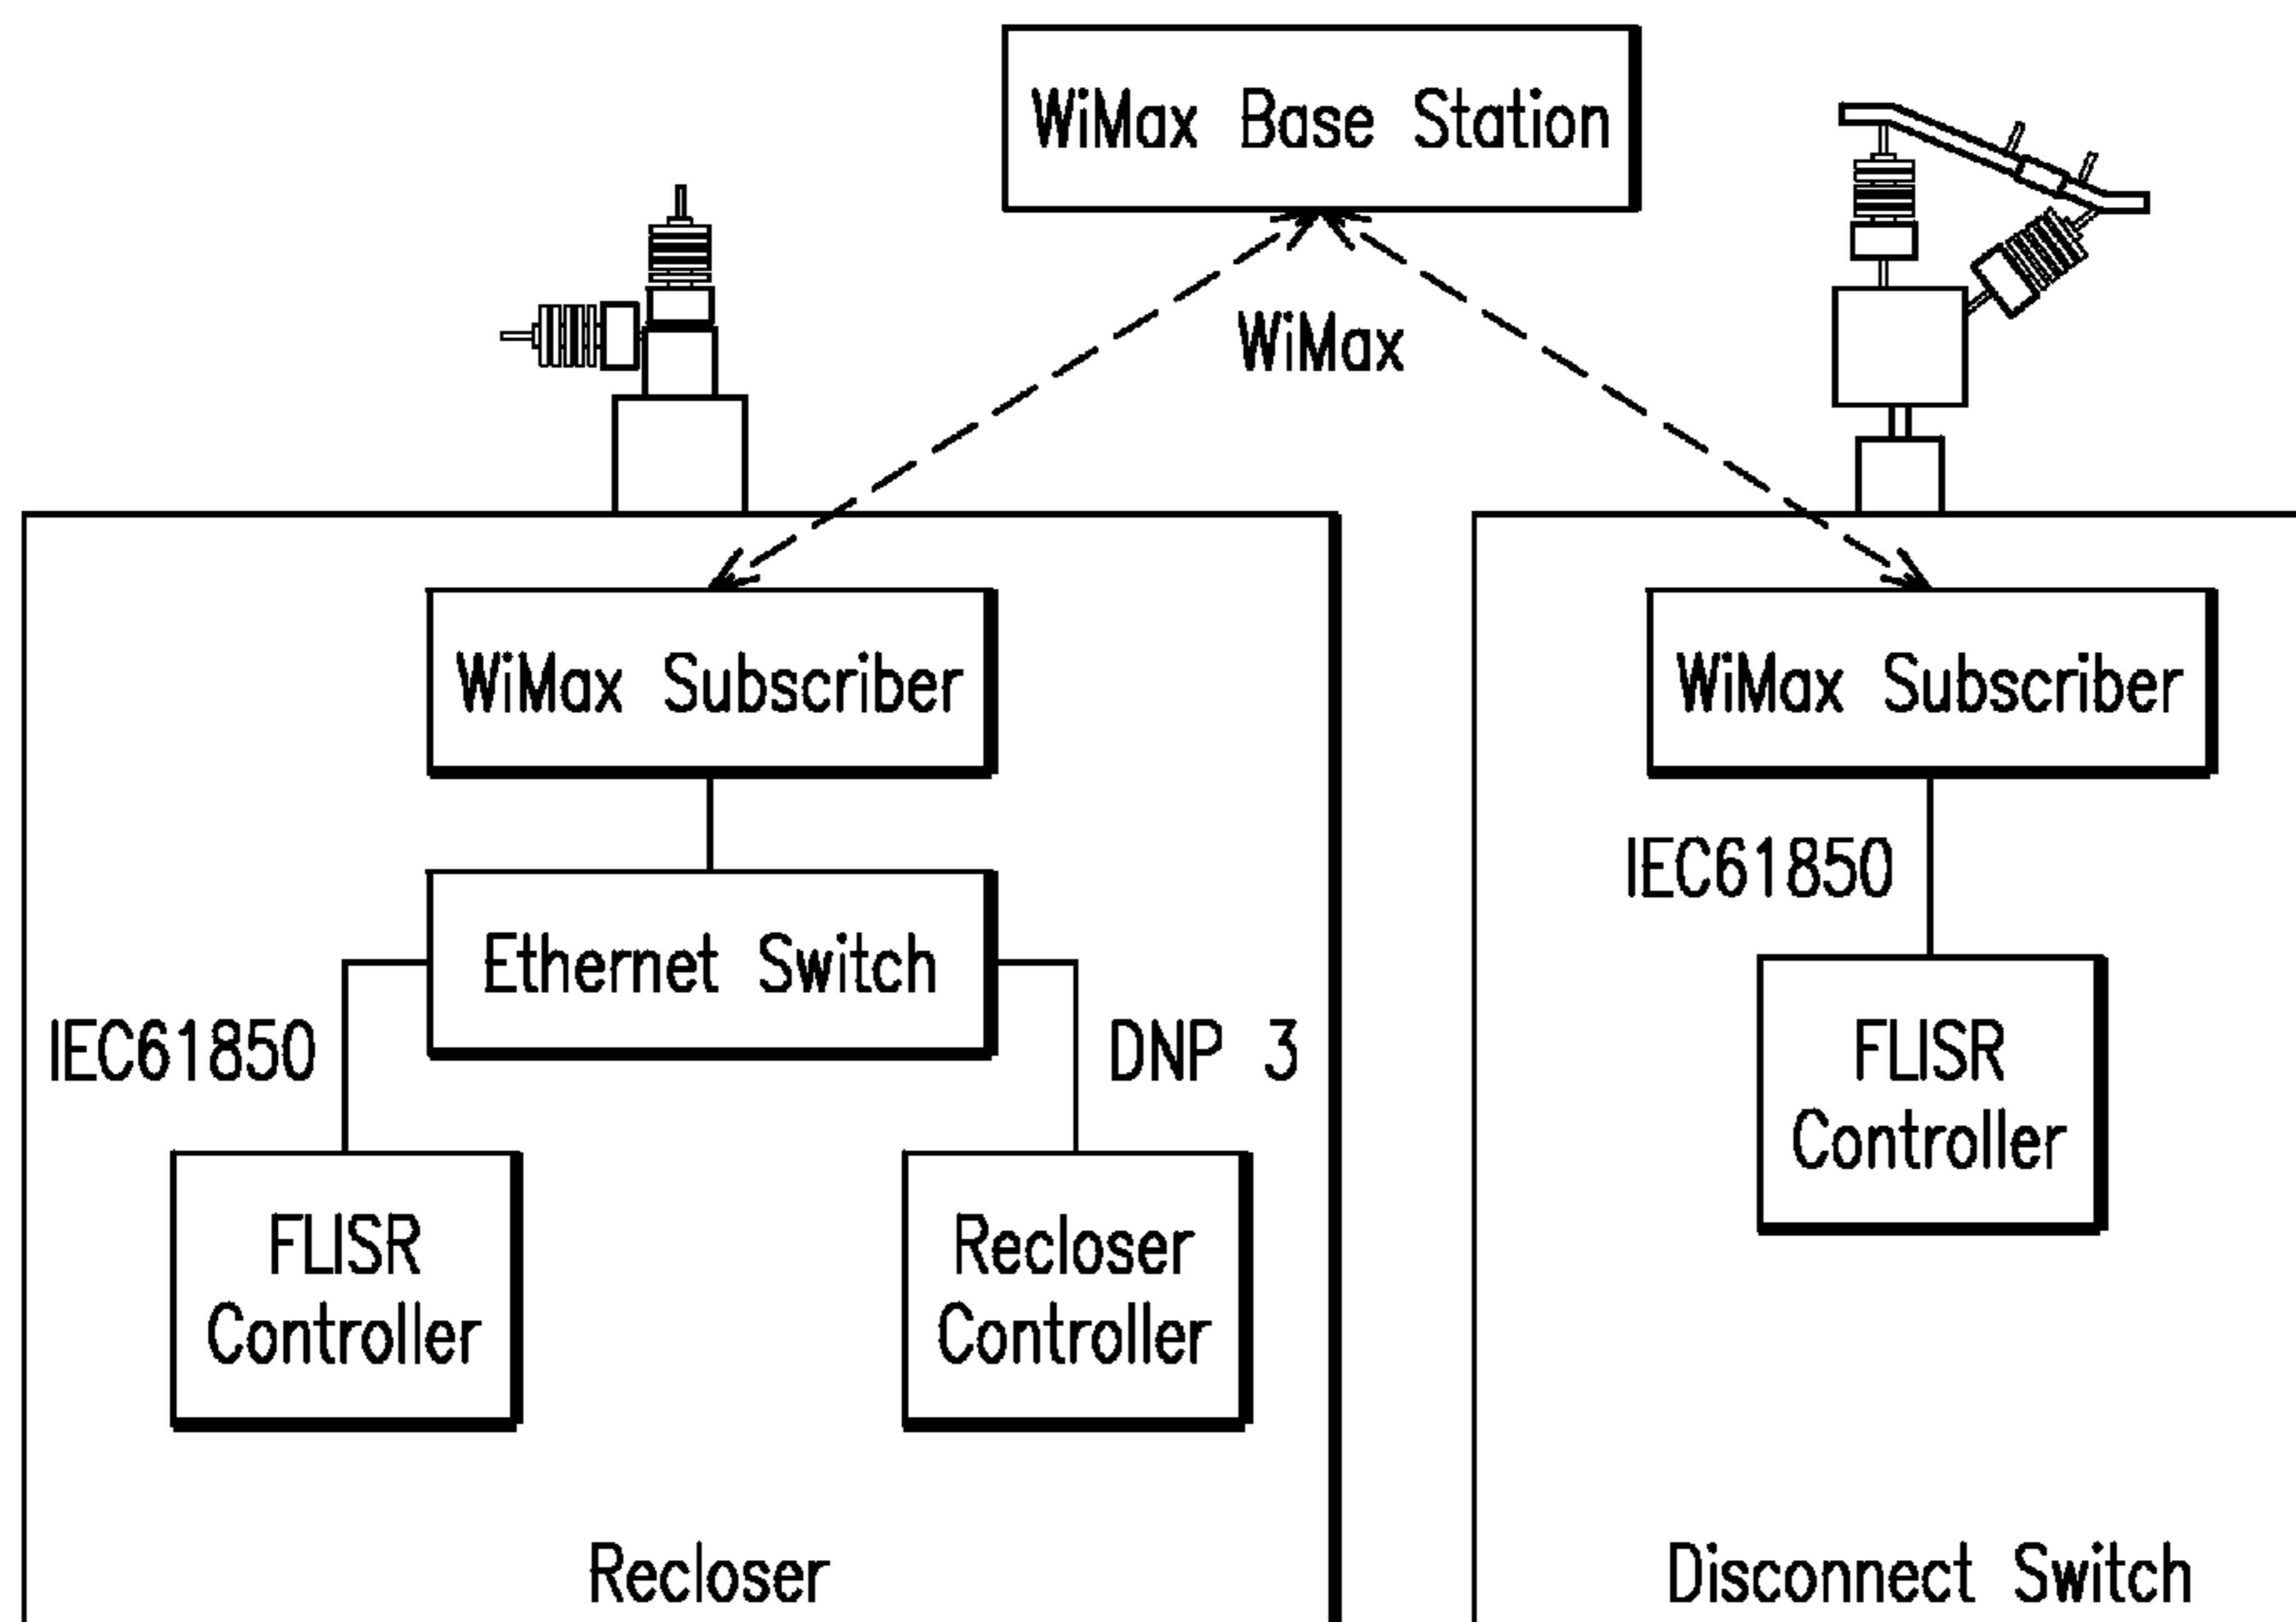 WiMax Base Station
WiMax
WiMax Subscriber
Ethernet Switch
IEC61850
DNP 3
FLISR
Controller
Recloser
Controller
Recloser
WiMax Subscriber
IEC61850
FLISR
Controller
Disconnect Switch